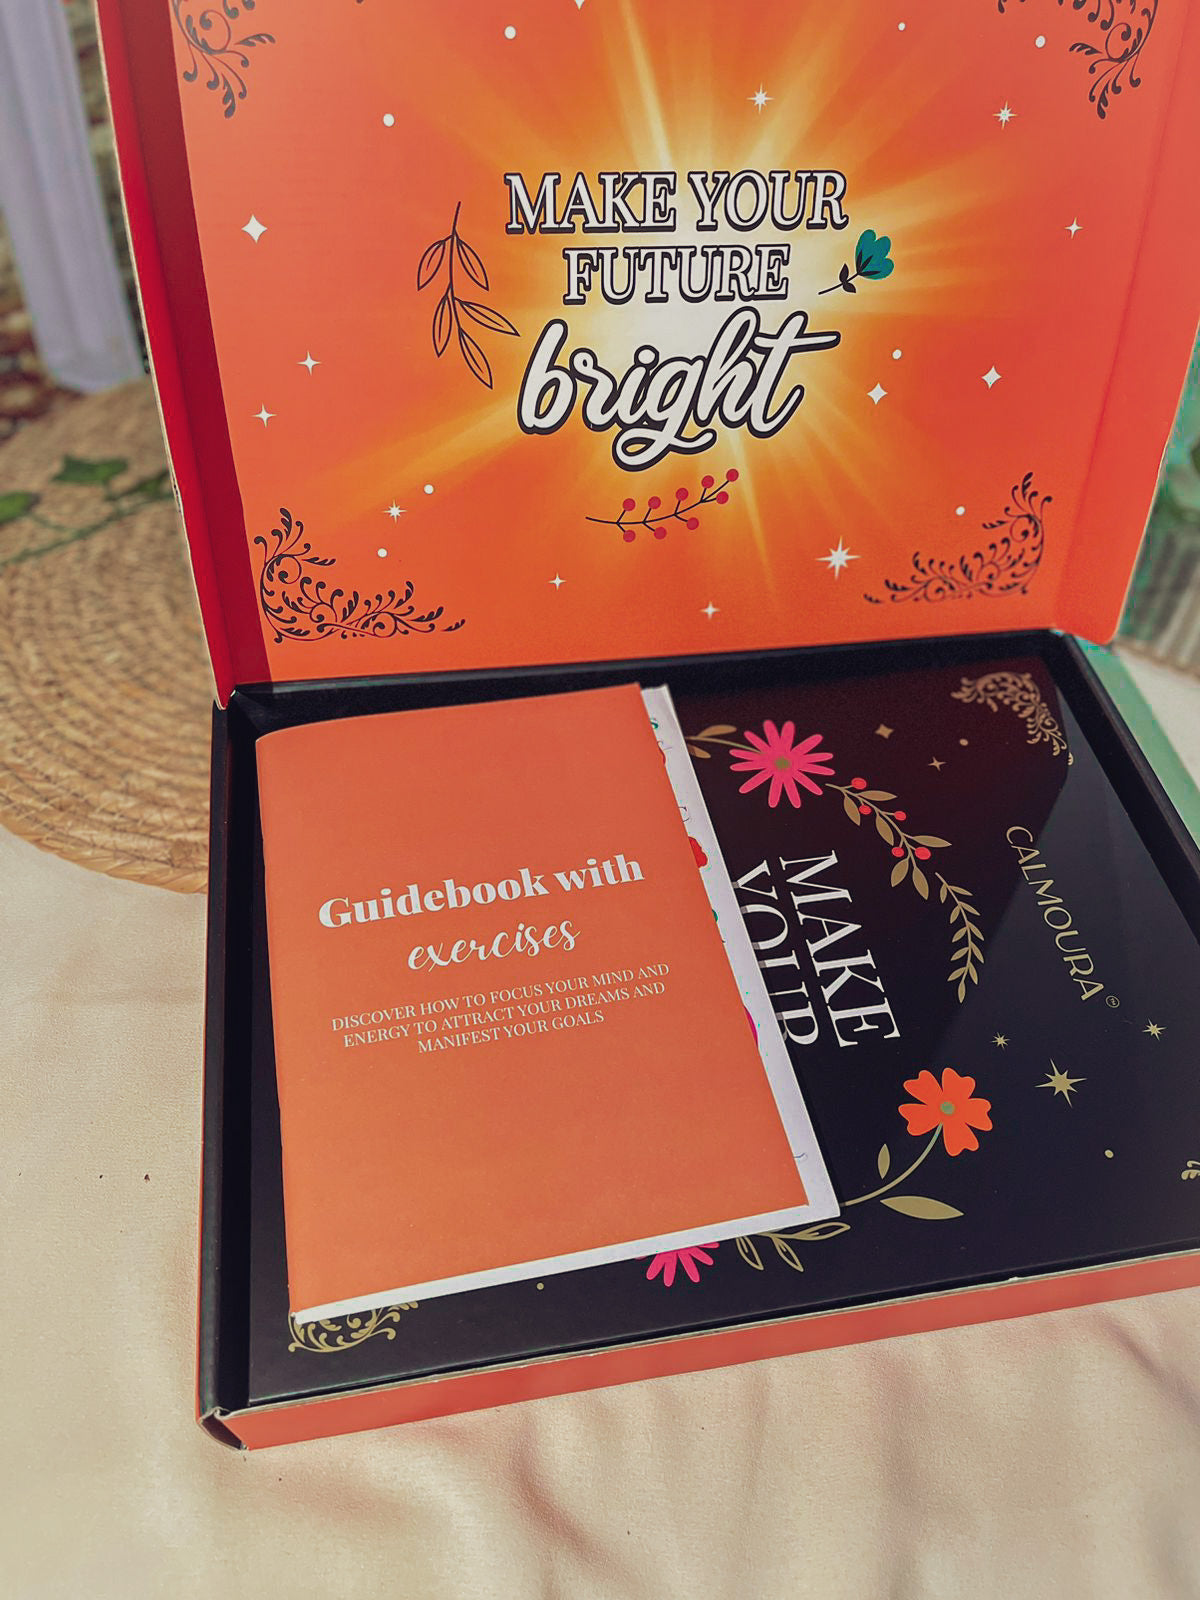 MAKE YOUR
FUTURE
bright
Guidebook with
exercises
DISCOVER HOW TO FOCUS YOUR MIND AND
ENERGY TO ATTRACT YOUR DREAMS AND
MANIFEST YOUR GOALS
CALMOURA
MAKE
YOUR